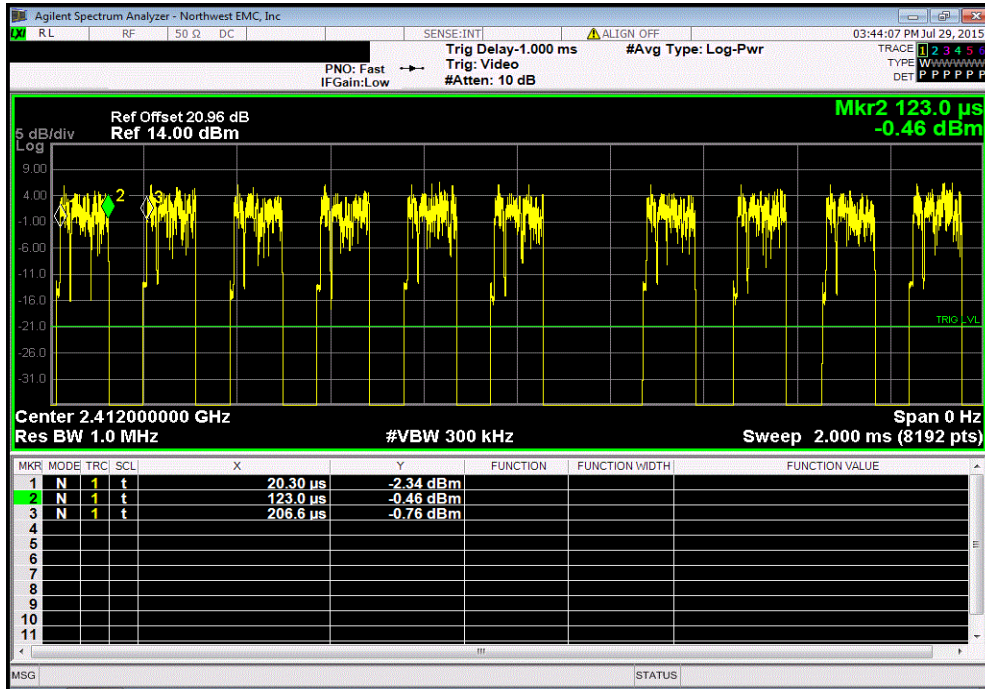 Agilent Spectrum Analyzer - Northwest EMC, Inc
LXI RL RF 50 Ω DC SENSE:INT ALIGN OFF 03:44:07 PM Jul 29, 2015
Trig Delay-1.000 ms #Avg Type: Log-Pwr TRACE 1 2 3 4 5 6
PNO: Fast Trig: Video TYPE WWWWWW
IFGain:Low #Atten: 10 dB DET P P P P P P
Mkr2 123.0 µs
-0.46 dBm
Ref Offset 20.96 dB
5 dB/div Ref 14.00 dBm
Log
9.00
4.00
-1.00
-6.00
-11.0
-16.0
-21.0
-26.0
-31.0
2 3
TRIG LVL
Center 2.412000000 GHz Span 0 Hz
Res BW 1.0 MHz #VBW 300 kHz Sweep 2.000 ms (8192 pts)
MKR MODE TRC SCL X Y FUNCTION FUNCTION WIDTH FUNCTION VALUE
1 N 1 t 20.30 µs -2.34 dBm
2 N 1 t 123.0 µs -0.46 dBm
3 N 1 t 206.6 µs -0.76 dBm
4
5
6
7
8
9
10
11
MSG STATUS